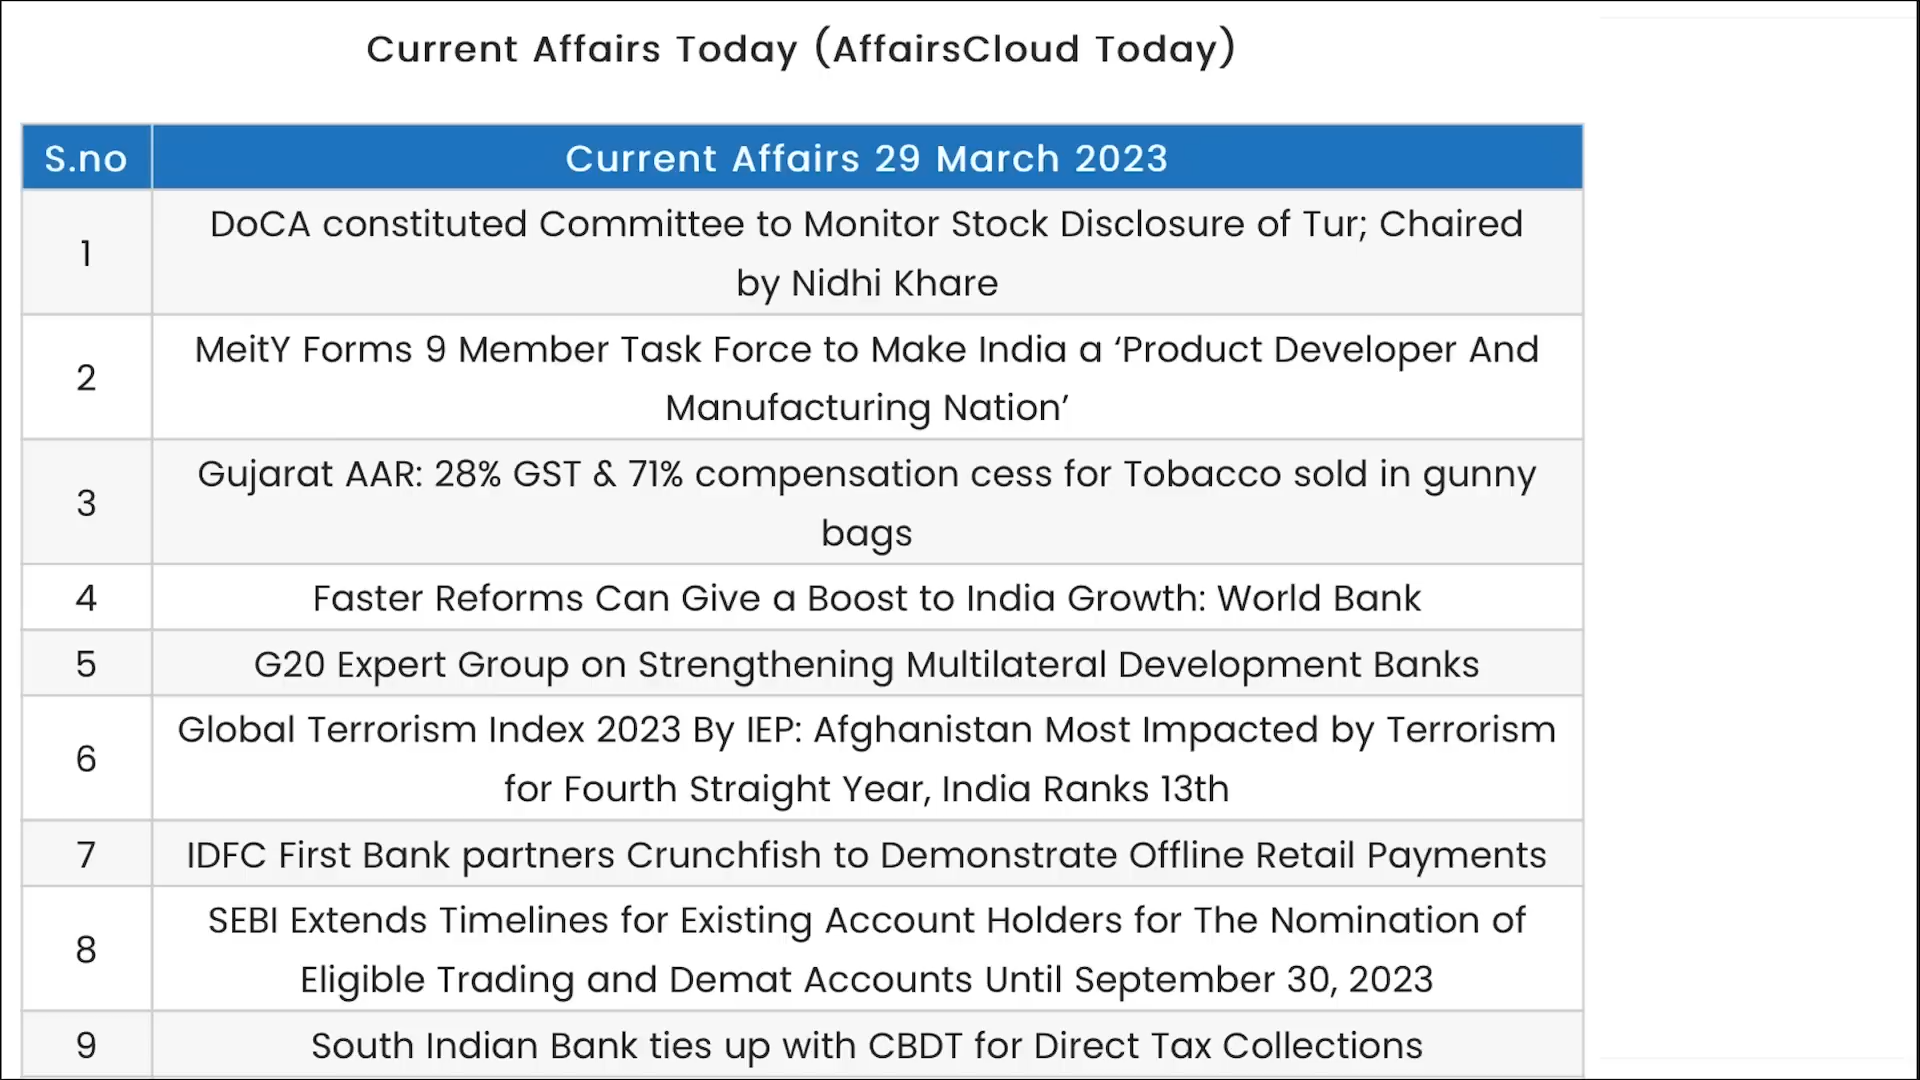 Current Affairs Today (AffairsCloud Today)
S.no Current Affairs 29 March 2023
1 DoCA constituted Committee to Monitor Stock Disclosure of Tur; Chaired
by Nidhi Khare
2 MeitY Forms 9 Member Task Force to Make India a ‘Product Developer And
Manufacturing Nation’
3 Gujarat AAR: 28% GST & 71% compensation cess for Tobacco sold in gunny
bags
4 Faster Reforms Can Give a Boost to India Growth: World Bank
5 G20 Expert Group on Strengthening Multilateral Development Banks
6 Global Terrorism Index 2023 By IEP: Afghanistan Most Impacted by Terrorism
for Fourth Straight Year, India Ranks 13th
7 IDFC First Bank partners Crunchfish to Demonstrate Offline Retail Payments
8 SEBI Extends Timelines for Existing Account Holders for The Nomination of
Eligible Trading and Demat Accounts Until September 30, 2023
9 South Indian Bank ties up with CBDT for Direct Tax Collections